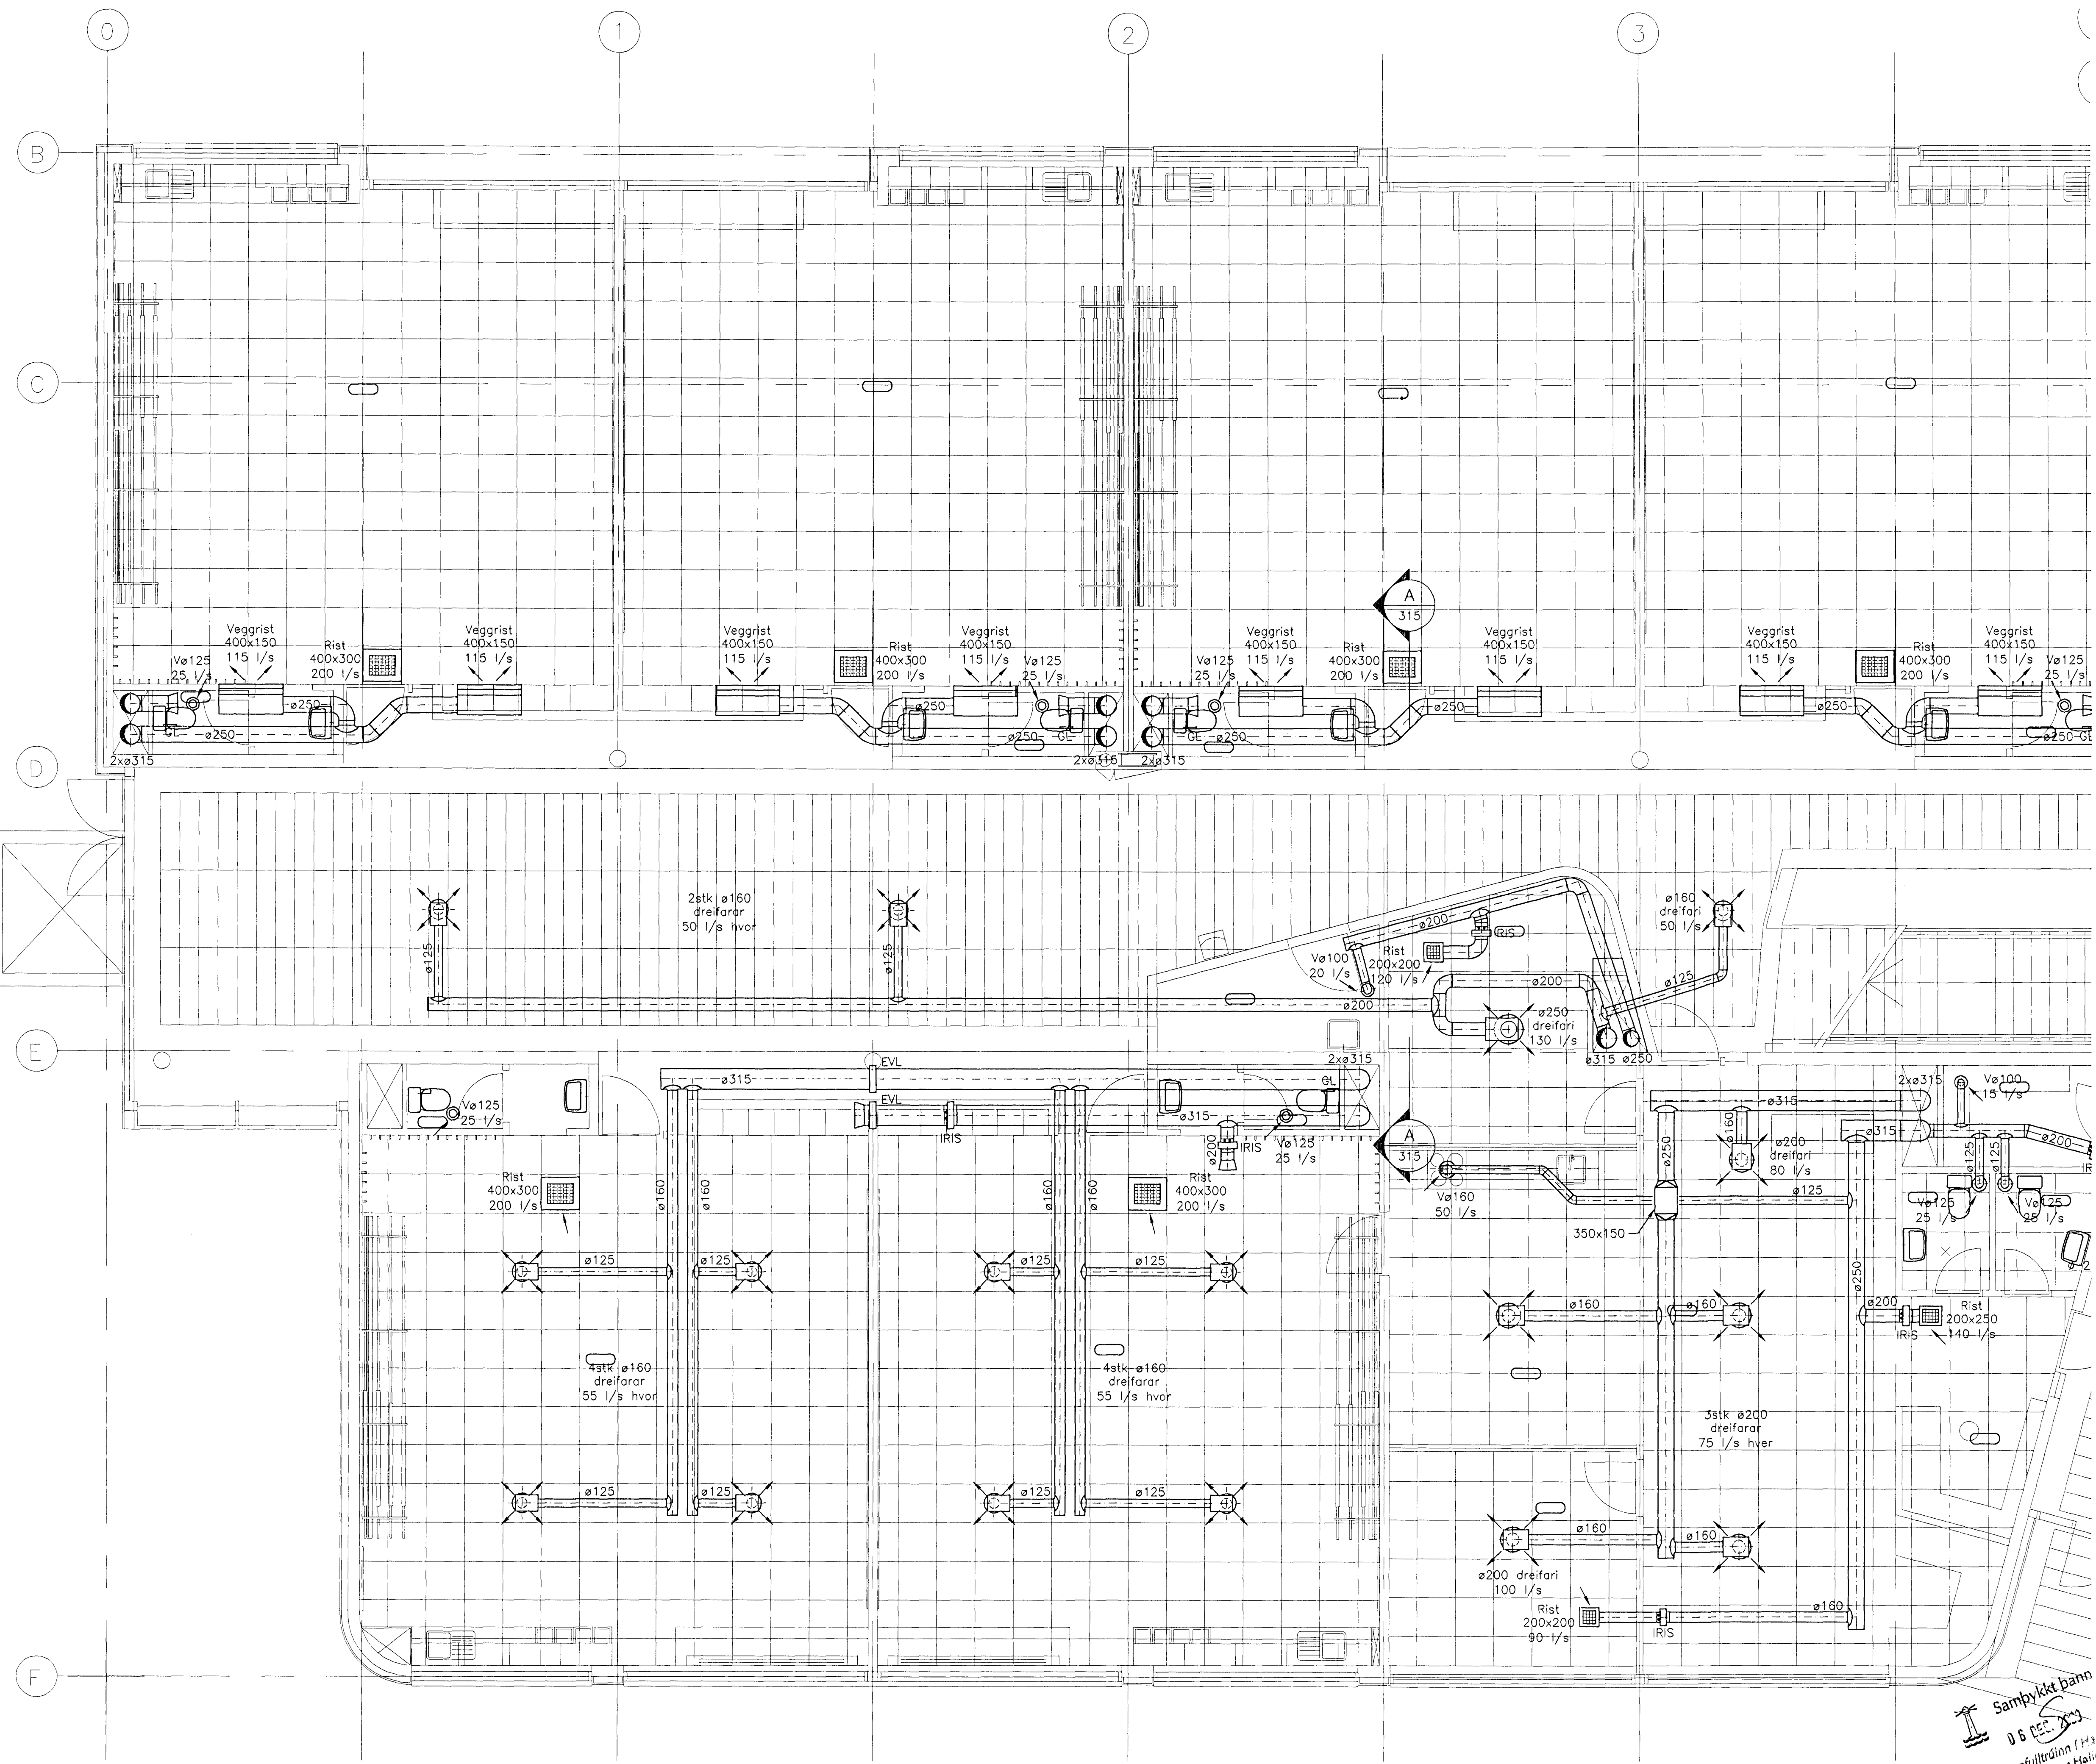 0
1
2
3
B
C
D
E
F
Veggrist
400x150
115 l/s
Rist
400x300
200 l/s
Veggrist
400x150
115 l/s
Vø125
25 l/s
ø250
ø250
2xø315
Veggrist
400x150
115 l/s
Rist
400x300
200 l/s
Veggrist
400x150
115 l/s
Vø125
25 l/s
ø250
ø250
GL
2xø315
2xø315
A
315
Vø125
25 l/s
Veggrist
400x150
115 l/s
Rist
400x300
200 l/s
Veggrist
400x150
115 l/s
GL
ø250
ø250
Veggrist
400x150
115 l/s
Rist
400x300
200 l/s
Veggrist
400x150
115 l/s
Vø125
25 l/s
ø250
ø250
GL
2stk ø160
dreifarar
50 l/s hvor
ø125
ø125
ø200
ø200
IRIS
Vø100
20 l/s
Rist
200x200
120 l/s
ø200
ø250
dreifari
130 l/s
ø160
dreifari
50 l/s
ø125
ø315
ø250
EVL
ø315
EVL
IRIS
ø315
2xø315
GL
Vø125
25 l/s
ø200
IRIS
Vø125
25 l/s
A
315
Rist
400x300
200 l/s
ø160
ø160
ø160
ø160
Rist
400x300
200 l/s
ø125
ø125
ø125
ø125
4stk ø160
dreifarar
55 l/s hvor
4stk ø160
dreifarar
55 l/s hvor
ø125
ø125
ø125
ø125
2xø315
ø315
ø315
Vø100
15 l/s
ø250
ø160
ø200
dreifari
80 l/s
ø125
ø125
ø200
Vø160
50 l/s
ø125
350x150
Vø125
25 l/s
Vø125
25 l/s
ø250
ø160
ø160
ø200
IRIS
Rist
200x250
140 l/s
3stk ø200
dreifarar
75 l/s hver
ø160
ø160
ø200 dreifari
100 l/s
Rist
200x200
90 l/s
IRIS
ø160
Samþykkt þann
06 DEC.